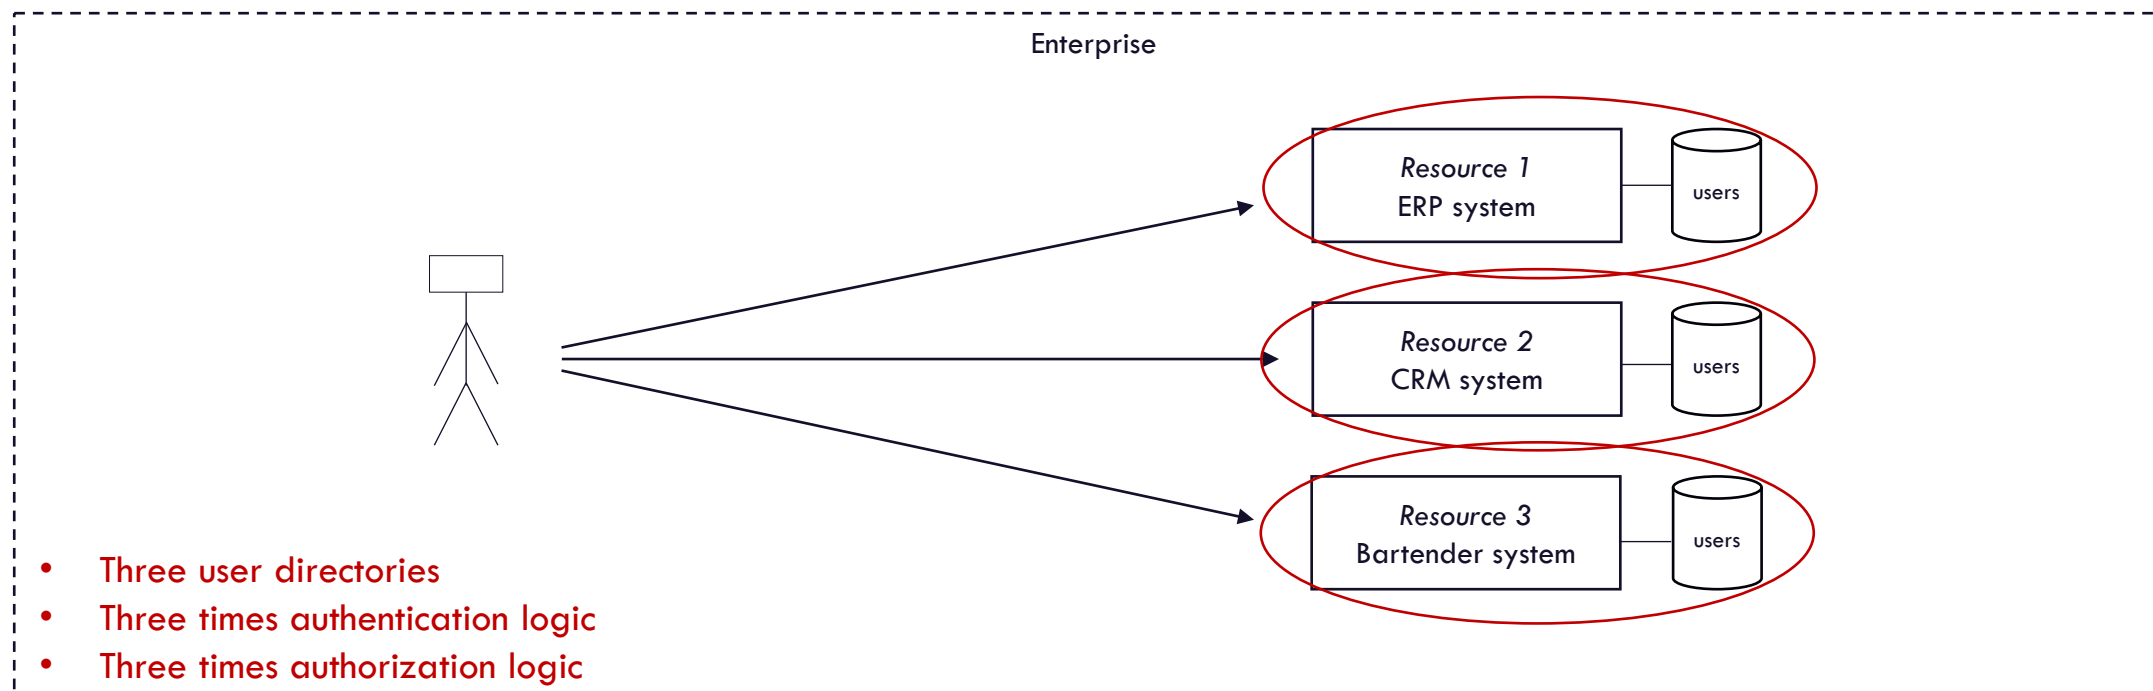 Enterprise
Resource 1
ERP system
users
Resource 2
CRM system
users
Resource 3
Bartender system
users
• Three user directories
• Three times authentication logic
• Three times authorization logic